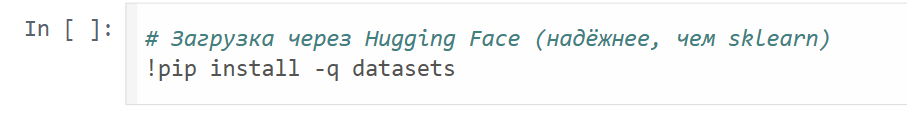 In [ ]:
# Загрузка через Hugging Face (надёжнее, чем sklearn)
!pip install -q datasets